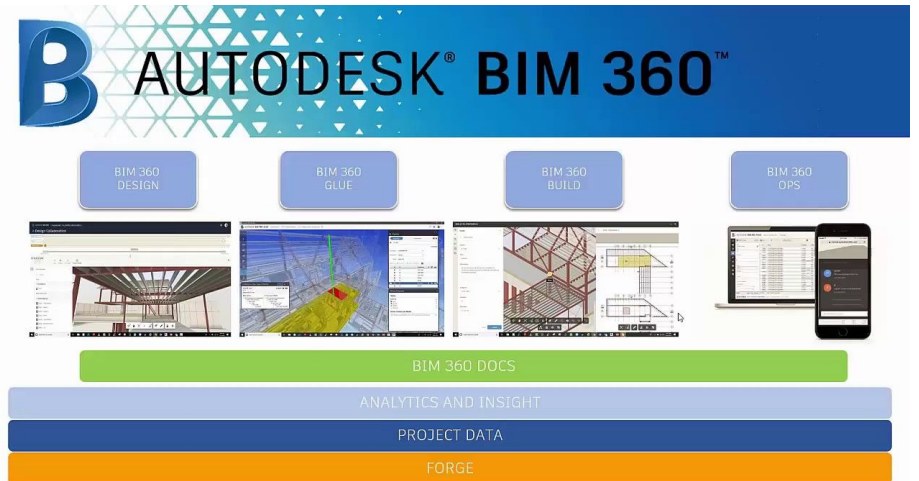 AUTODESK® BIM 360™
BIM 360
DESIGN
BIM 360
GLUE
BIM 360
BUILD
BIM 360
OPS
BIM 360 DOCS
ANALYTICS AND INSIGHT
PROJECT DATA
FORGE